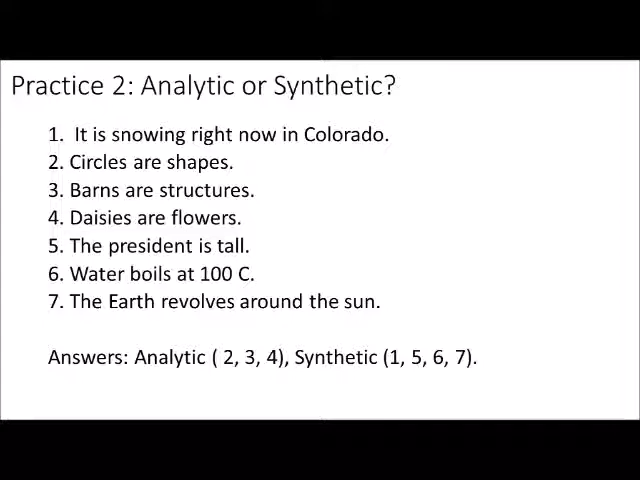 Practice 2: Analytic or Synthetic?
1. It is snowing right now in Colorado.
2. Circles are shapes.
3. Barns are structures.
4. Daisies are flowers.
5. The president is tall.
6. Water boils at 100 C.
7. The Earth revolves around the sun.
Answers: Analytic ( 2, 3, 4), Synthetic (1, 5, 6, 7).